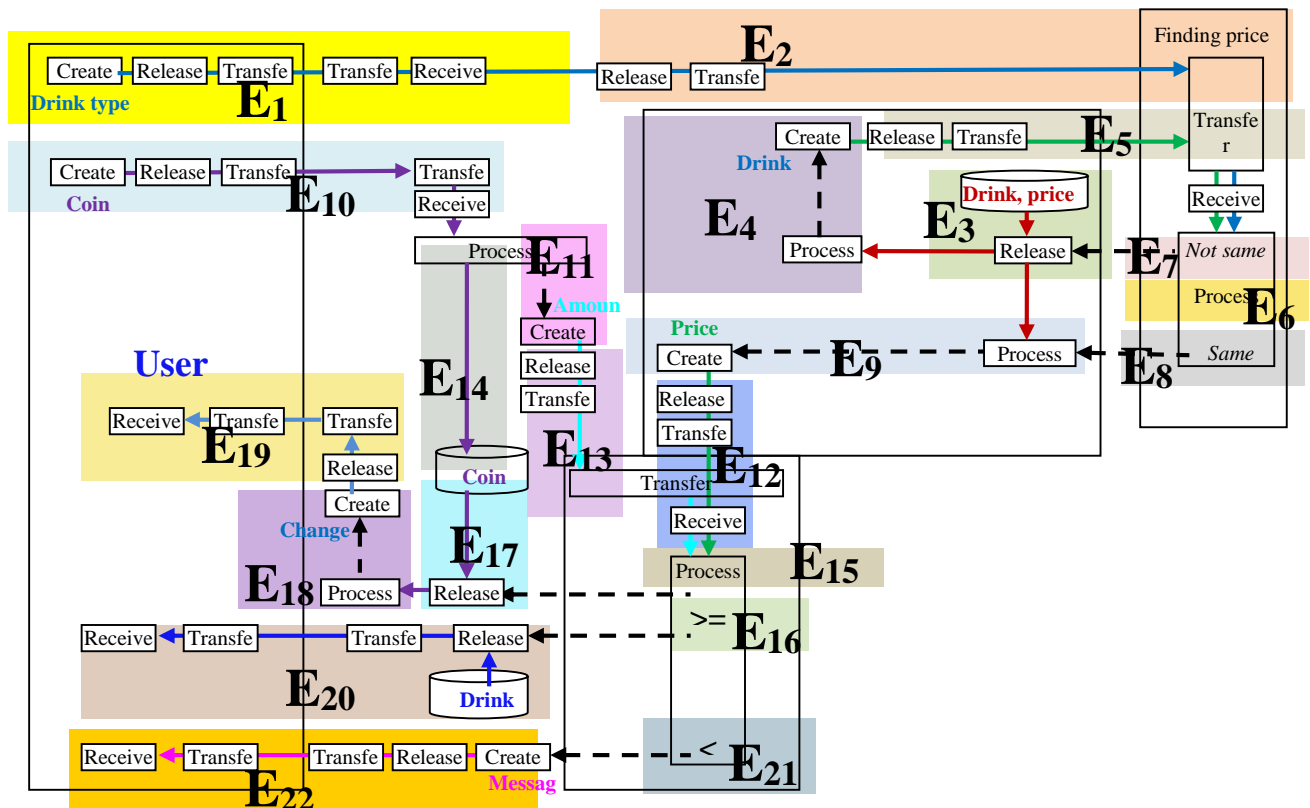 Finding price
E2
Create
Release
Transfe
Transfe
Receive
Release
Transfe
Drink type
E1
Transfe
r
Create
Release
Transfe
E5
Drink
Create
Release
Transfe
Transfe
Coin
E10
Receive
Receive
Drink, price
E4
E3
Process
E11
Process
Release
E7
Not same
Process
E6
Amoun
Create
Price
Create
E9
Process
E8
Same
User
E14
Release
Release
Transfe
Receive
Transfe
Transfe
Transfe
E19
E13
E12
Release
Coin
Transfer
Create
Change
Receive
E17
E15
Process
E18
Process
Release
>=
E16
Receive
Transfe
Transfe
Release
E20
Drink
Receive
Transfe
Transfe
Release
Create
<
E21
Messag
E22